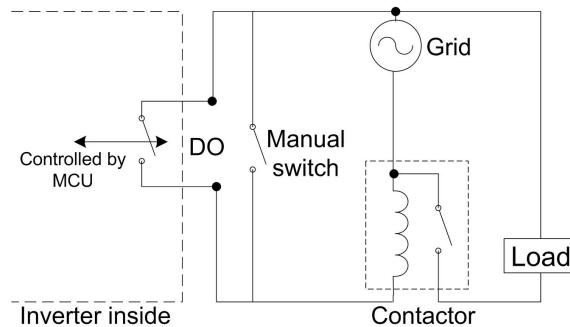 Grid
DO
Manual
switch
Controlled by
MCU
Load
Inverter inside
Contactor